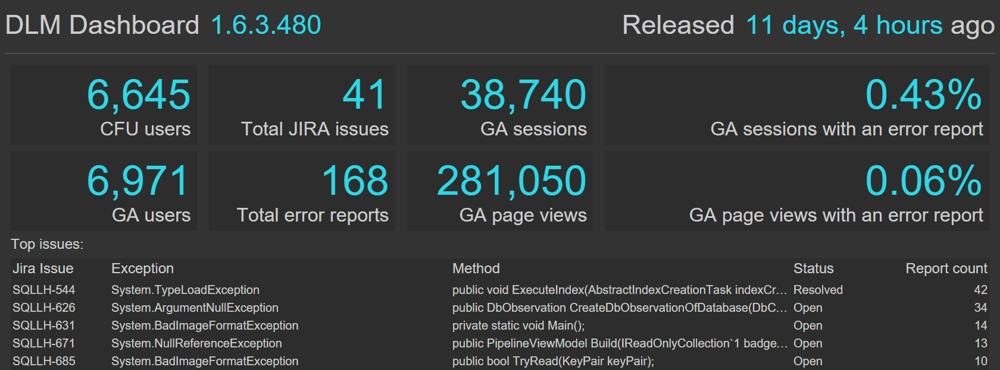 DLM Dashboard 1.6.3.480 Released 11 days, 4 hours ago
6,645 41 38,740 0.43%
CFU users Total JIRA issues GA sessions GA sessions with an error report
6,971 168 281,050 0.06%
GA users Total error reports GA page views GA page views with an error report
Top issues:
Jira Issue Exception Method Status Report count
SQLLH-544 System.TypeLoadException public void ExecuteIndex(AbstractIndexCreationTask indexCr... Resolved 42
SQLLH-626 System.ArgumentNullException public DbObservation CreateDbObservationOfDatabase(DbC... Open 34
SQLLH-631 System.BadImageFormatException private static void Main(); Open 14
SQLLH-671 System.NullReferenceException public PipelineViewModel Build(IReadOnlyCollection`1 badge... Open 13
SQLLH-685 System.BadImageFormatException public bool TryRead(KeyPair keyPair); Open 10